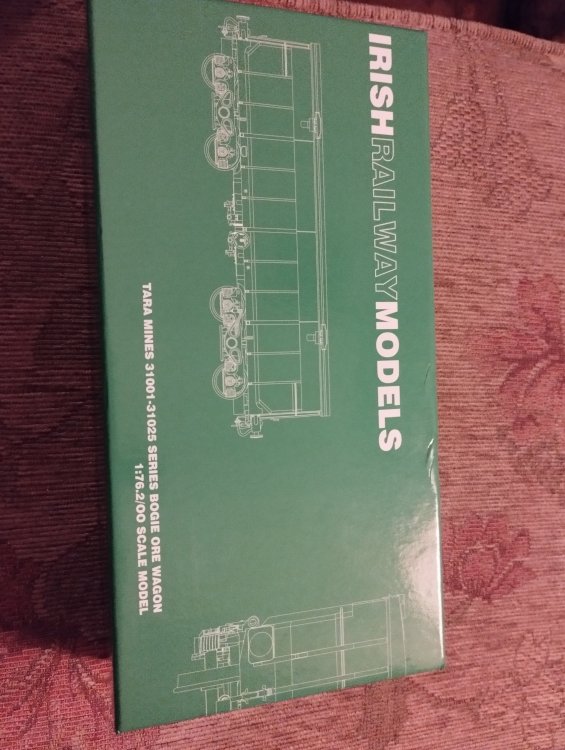 IRISHRAILWAYMODELS
TARA MINES 31001-31025 SERIES BOGIE ORE WAGON
1:76.2/OO SCALE MODEL